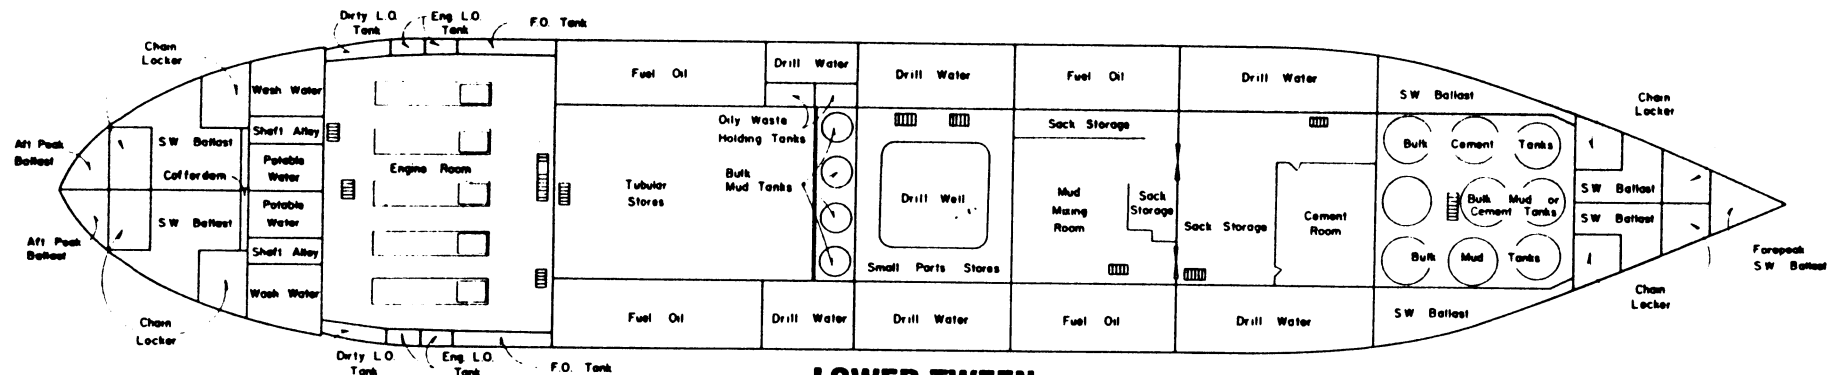 Dirty L.O.
Tank
Eng. L.O.
Tank
F.O. Tank
Chain
Locker
Wash Water
Fuel Oil
Drill Water
Drill Water
Fuel Oil
Drill Water
SW Ballast
Chain
Locker
Aft Peak
Ballast
SW Ballast
Shaft Alley
Oily Waste
Holding Tanks
Sack Storage
Bulk Cement Tanks
Cofferdam
Potable
Water
Engine Room
Bulk
Mud Tanks
Tubular
Stores
Drill Well
Mud
Mixing
Room
Sack
Storage
Sack Storage
Cement
Room
Bulk Mud or
Cement Tanks
SW Ballast
SW Ballast
Potable
Water
SW Ballast
Aft Peak
Ballast
Shaft Alley
Small Parts Stores
Bulk Mud Tanks
Forepeak
SW Ballast
Wash Water
Chain
Locker
Fuel Oil
Drill Water
Drill Water
Fuel Oil
Drill Water
SW Ballast
Chain
Locker
Dirty L.O.
Tank
Eng. L.O.
Tank
F.O. Tank
LOWER TWEEN